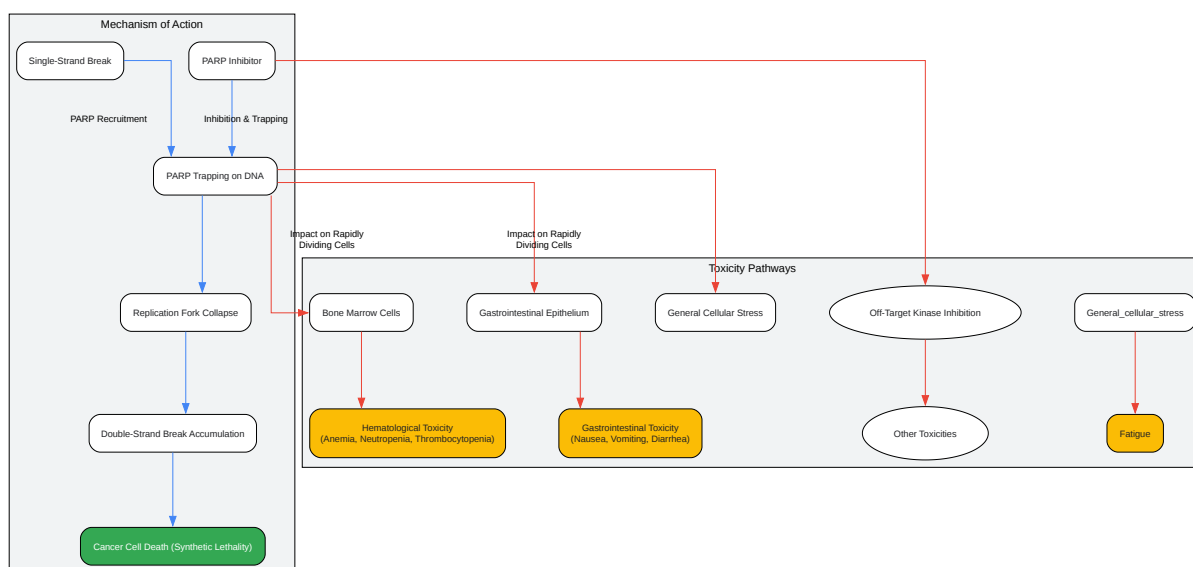 Mechanism of Action
Single-Strand Break
PARP Inhibitor
PARP Recruitment
Inhibition & Trapping
PARP Trapping on DNA
Impact on Rapidly
Dividing Cells
Impact on Rapidly
Dividing Cells
Toxicity Pathways
Replication Fork Collapse
Bone Marrow Cells
Gastrointestinal Epithelium
General Cellular Stress
Off-Target Kinase Inhibition
General_cellular_stress
Double-Strand Break Accumulation
Hematological Toxicity
(Anemia, Neutropenia, Thrombocytopenia)
Gastrointestinal Toxicity
(Nausea, Vomiting, Diarrhea)
Other Toxicities
Fatigue
Cancer Cell Death (Synthetic Lethality)